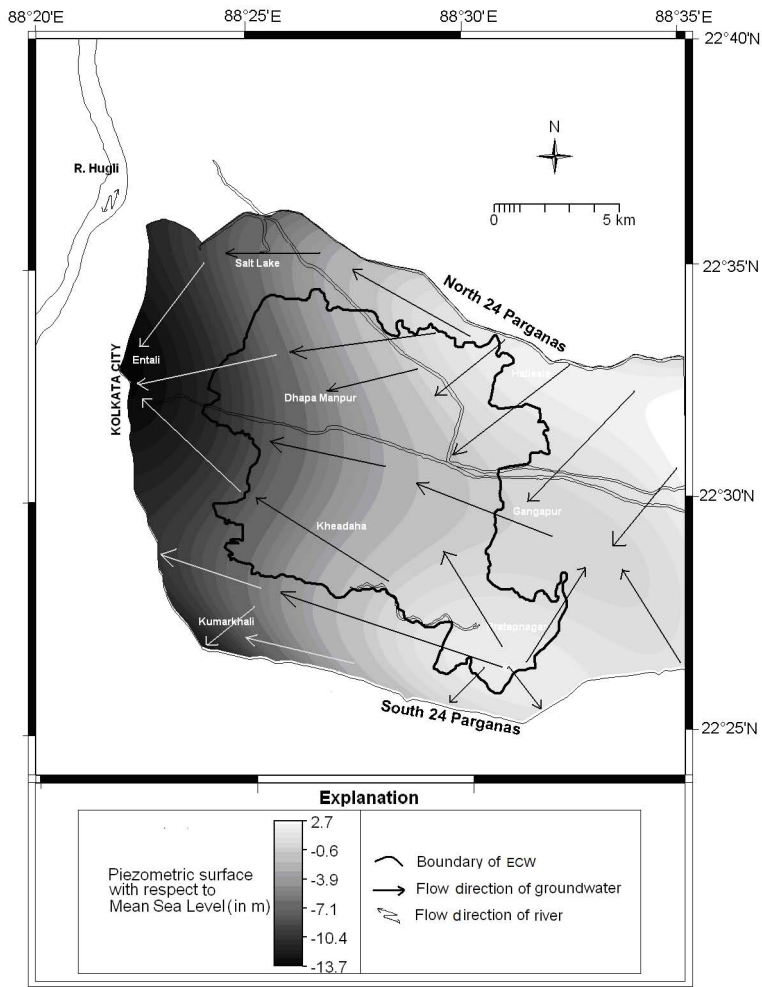 88°20'E 88°25'E 88°30'E 88°35'E
22°40'N
N
R. Hugli
0 5 km
22°35'N
Salt Lake
North 24 Parganas
Entali
KOLKATA CITY
Hatisala
Dhapa Manpur
22°30'N
Gangapur
Kheadaha
Kumarkhali
Pratapnagar
22°25'N
South 24 Parganas
Explanation
Piezometric surface
with respect to
Mean Sea Level (in m)
2.7
-0.6
-3.9
-7.1
-10.4
-13.7
Boundary of ECW
Flow direction of groundwater
Flow direction of river